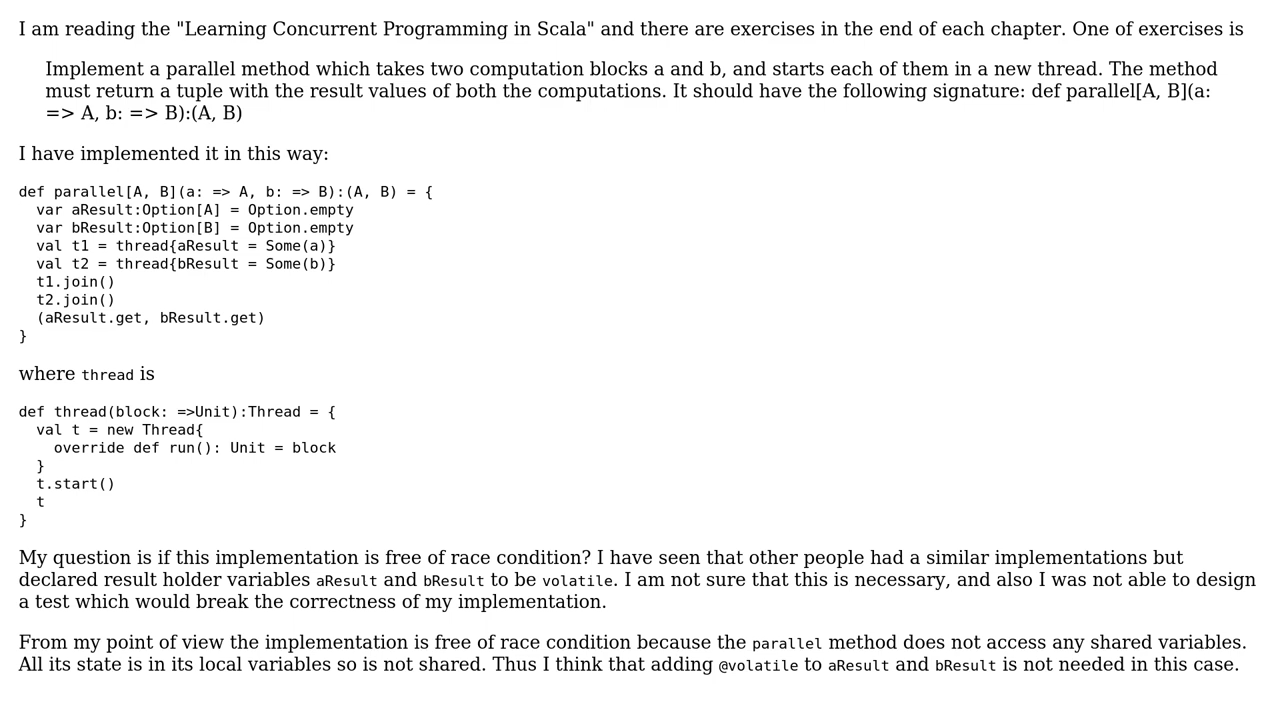 I am reading the "Learning Concurrent Programming in Scala" and there are exercises in the end of each chapter. One of exercises is
Implement a parallel method which takes two computation blocks a and b, and starts each of them in a new thread. The method
must return a tuple with the result values of both the computations. It should have the following signature: def parallel[A, B](a:
=> A, b: => B):(A, B)
I have implemented it in this way:
def parallel[A, B](a: => A, b: => B):(A, B) = {
  var aResult:Option[A] = Option.empty
  var bResult:Option[B] = Option.empty
  val t1 = thread{aResult = Some(a)}
  val t2 = thread{bResult = Some(b)}
  t1.join()
  t2.join()
  (aResult.get, bResult.get)
}
where thread is
def thread(block: =>Unit):Thread = {
  val t = new Thread{
    override def run(): Unit = block
  }
  t.start()
  t
}
My question is if this implementation is free of race condition? I have seen that other people had a similar implementations but
declared result holder variables aResult and bResult to be volatile. I am not sure that this is necessary, and also I was not able to design
a test which would break the correctness of my implementation.
From my point of view the implementation is free of race condition because the parallel method does not access any shared variables.
All its state is in its local variables so is not shared. Thus I think that adding @volatile to aResult and bResult is not needed in this case.